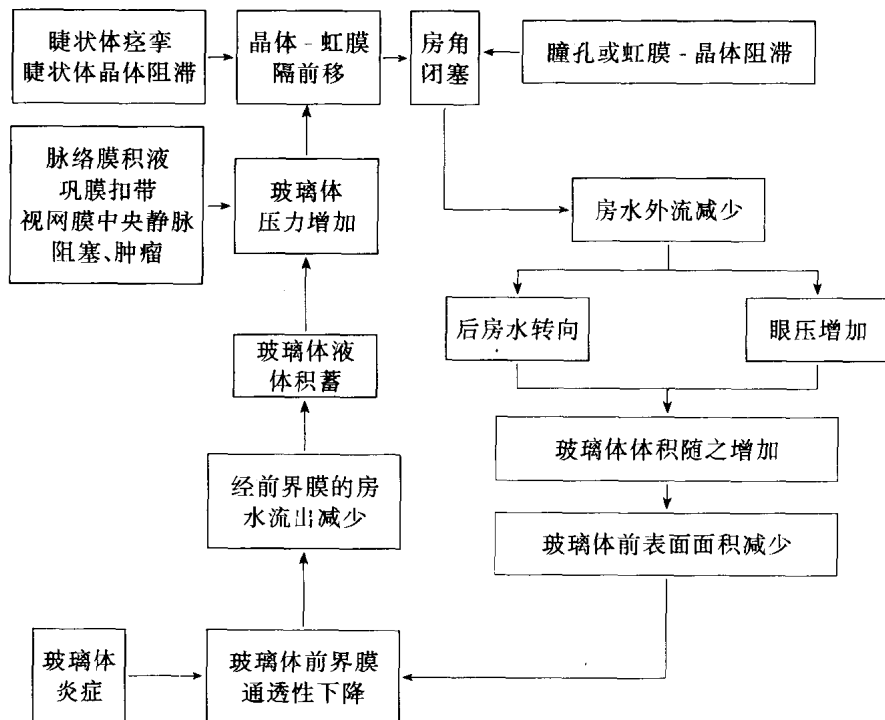 睫状体痉挛
睫状体晶体阻滞
晶体-虹膜
隔前移
房角
闭塞
瞳孔或虹膜-晶体阻滞
脉络膜积液
巩膜扣带
视网膜中央静脉
阻塞、肿瘤
玻璃体
压力增加
房水外流减少
后房水转向
眼压增加
玻璃体液
体积蓄
玻璃体体积随之增加
经前界膜的房
水流出减少
玻璃体前表面面积减少
玻璃体
炎症
玻璃体前界膜
通透性下降